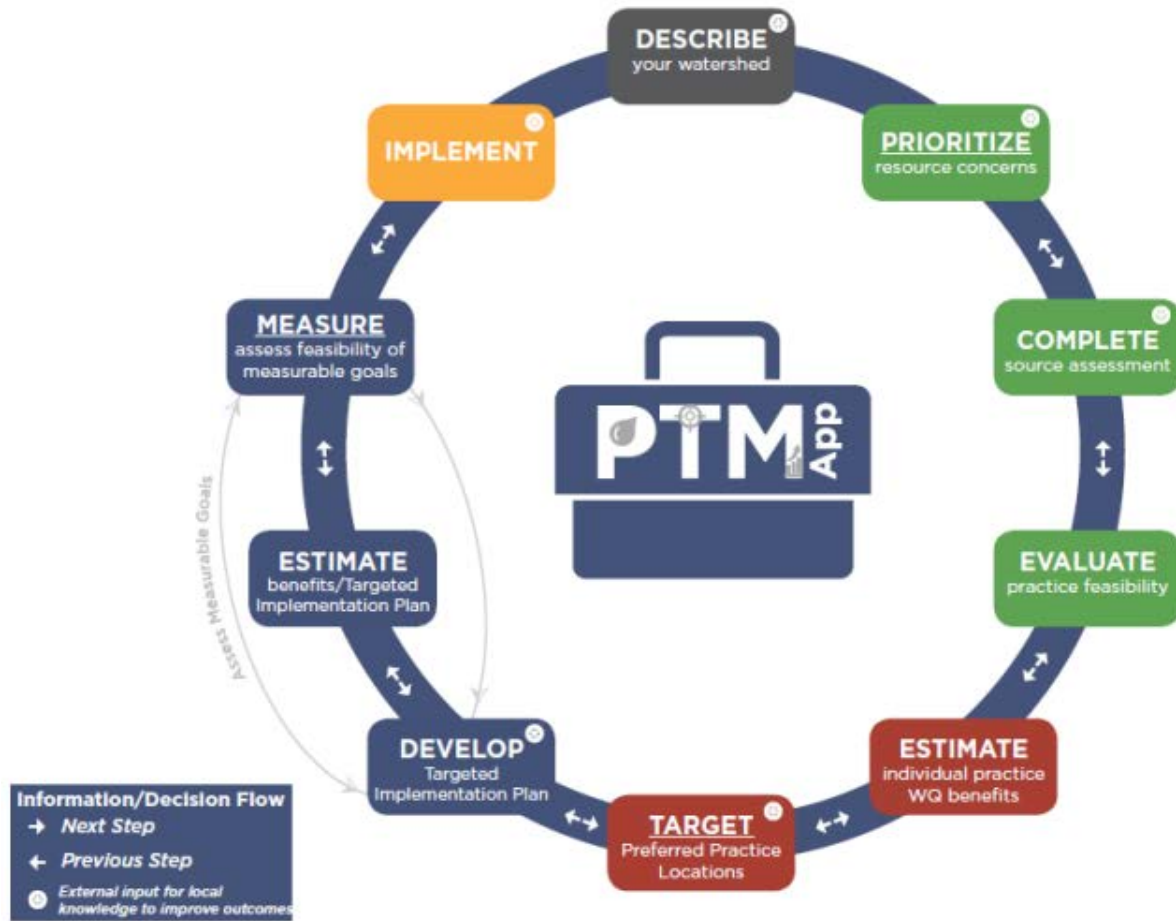 DESCRIBE
your watershed
PRIORITIZE
resource concerns
COMPLETE
source assessment
EVALUATE
practice feasibility
ESTIMATE
individual practice
WQ benefits
TARGET
Preferred Practice
Locations
DEVELOP
Targeted
Implementation Plan
ESTIMATE
benefits/Targeted
Implementation Plan
MEASURE
assess feasibility of
measurable goals
IMPLEMENT
Assess Measurable Goals
PTM App
Information/Decision Flow
Next Step
Previous Step
External input for local
knowledge to improve outcomes